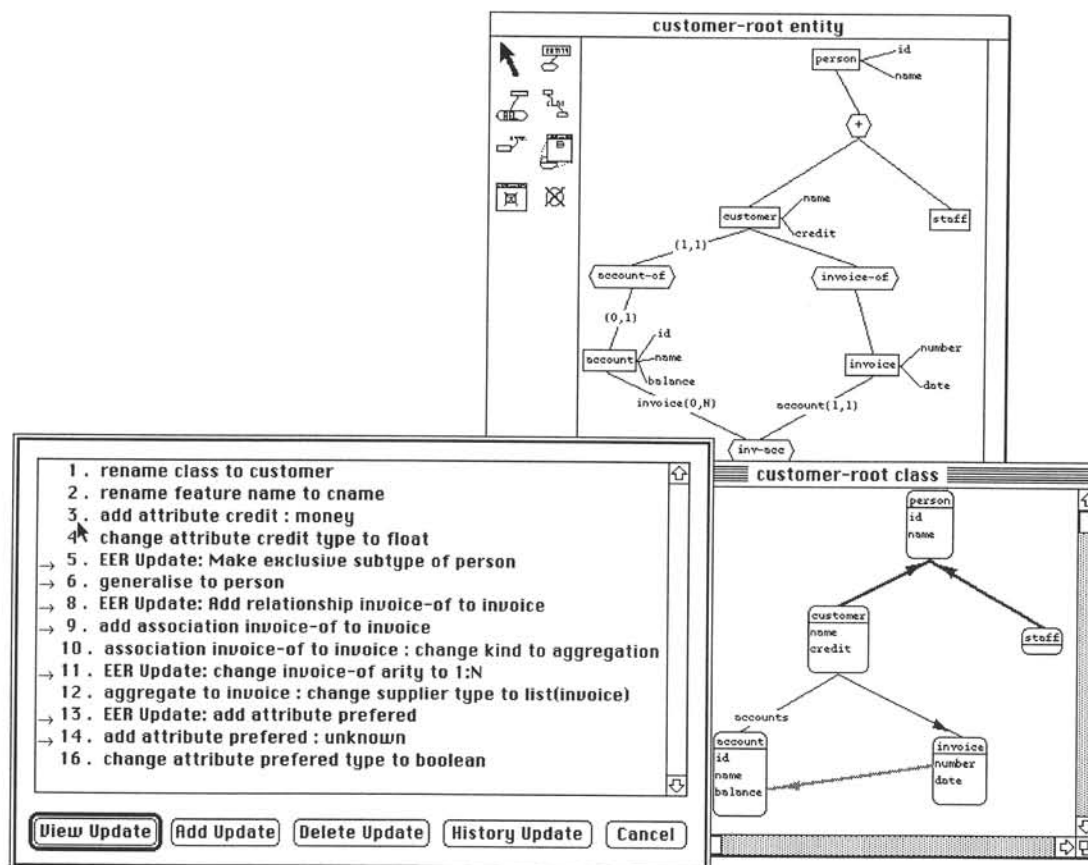 customer-root entity
person
id
name
+
customer
name
credit
staff
(1,1)
account-of
invoice-of
(0,1)
account
id
name
balance
invoice
number
date
invoice(0,N)
account(1,1)
inv-acc
1. rename class to customer
2. rename feature name to cname
3. add attribute credit : money
4 change attribute credit type to float
→ 5. EER Update: Make exclusive subtype of person
→ 6. generalise to person
→ 8. EER Update: Add relationship invoice-of to invoice
→ 9. add association invoice-of to invoice
10. association invoice-of to invoice : change kind to aggregation
→ 11. EER Update: change invoice-of arity to 1:N
12. aggregate to invoice : change supplier type to list(invoice)
→ 13. EER Update: add attribute prefered
→ 14. add attribute prefered : unknown
16. change attribute prefered type to boolean
View Update Add Update Delete Update History Update Cancel
customer-root class
person
id
name
customer
name
credit
staff
accounts
account
id
name
balance
invoice
number
date